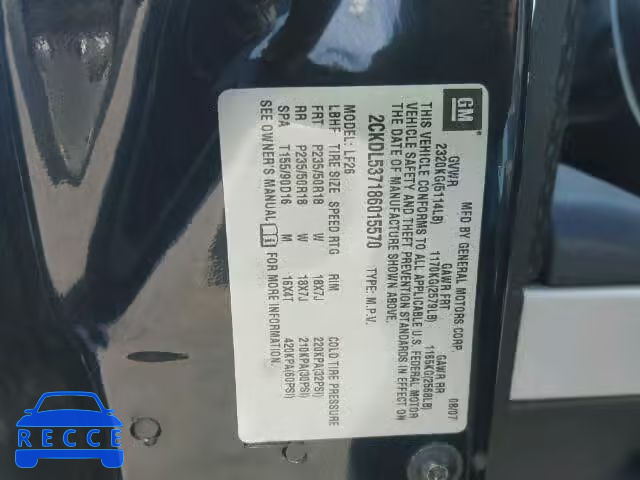 GM
MFD BY GENERAL MOTORS CORP. 08/07
GVWR GAWR FRT GAWR RR
2320KG(5114LB) 1170KG(2579LB) 1165KG(2568LB)
THIS VEHICLE CONFORMS TO ALL APPLICABLE U.S. FEDERAL MOTOR
VEHICLE SAFETY AND THEFT PREVENTION STANDARDS IN EFFECT ON
THE DATE OF MANUFACTURE SHOWN ABOVE.
2CKDL537186015570 TYPE: M.P.V.
MODEL: LF26
LBHF TIRE SIZE SPEED RTG RIM COLD TIRE PRESSURE
FRT P235/50R18 W 18X7J 220KPA(32PSI)
RR P235/50R18 W 18X7J 210KPA(30PSI)
SPA T155/90D16 M 16X4T 420KPA(60PSI)
SEE OWNER'S MANUAL FOR MORE INFORMATION.
RECCE